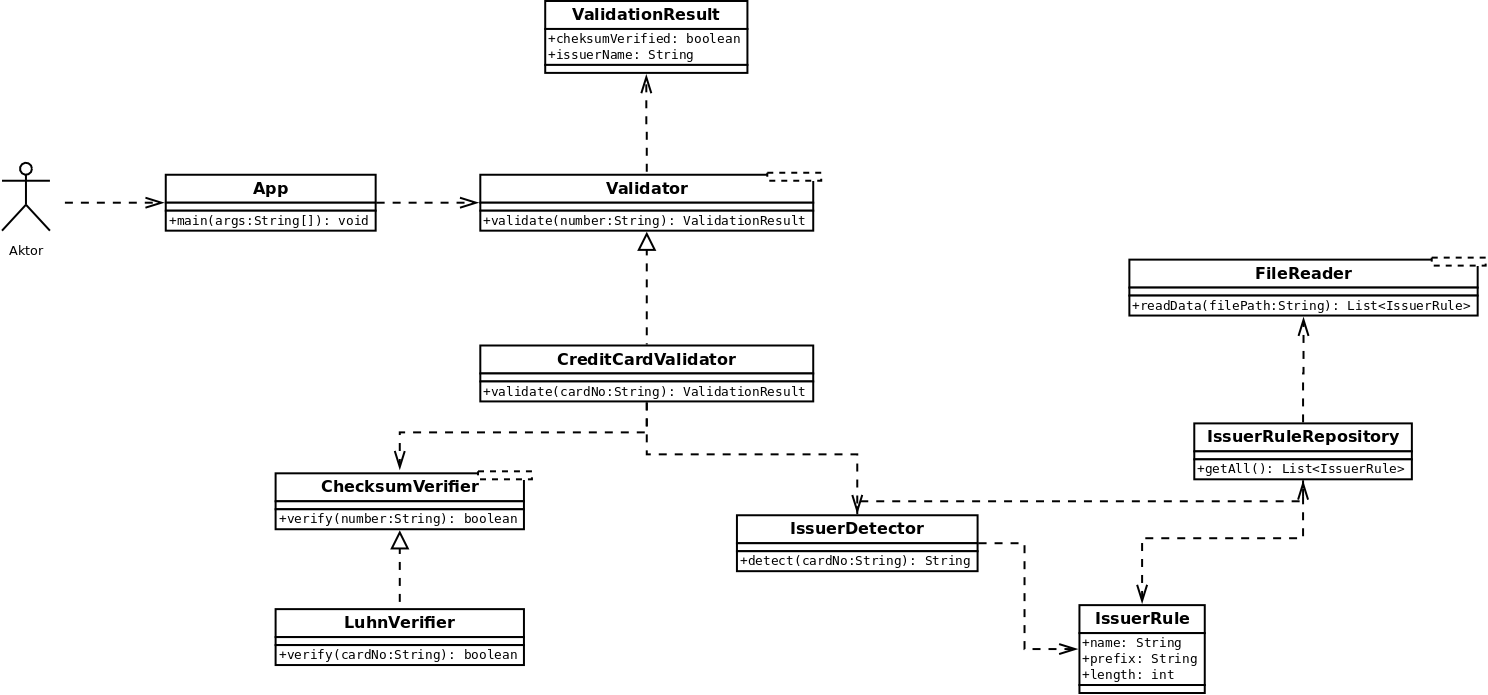 ValidationResult
+cheksumVerified: boolean
+issuerName: String
App
+main(args:String[]): void
Validator
+validate(number:String): ValidationResult
Aktor
FileReader
+readData(filePath:String): List<IssuerRule>
CreditCardValidator
+validate(cardNo:String): ValidationResult
IssuerRuleRepository
+getAll(): List<IssuerRule>
ChecksumVerifier
+verify(number:String): boolean
IssuerDetector
+detect(cardNo:String): String
LuhnVerifier
+verify(cardNo:String): boolean
IssuerRule
+name: String
+prefix: String
+length: int